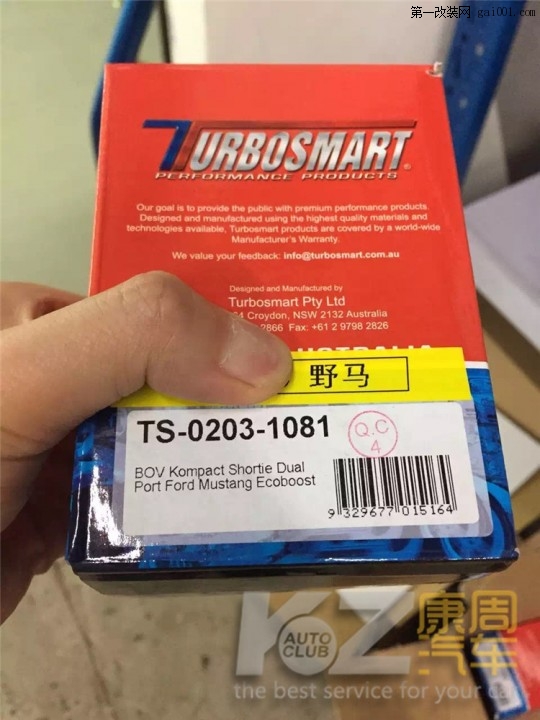 第一改装网 gai001.com
TURBOSMART
PERFORMANCE PRODUCTS
Our goal is to provide the public with premium performance products.
Designed and manufactured using the highest quality materials and
technologies available, Turbosmart products are covered by a world-wide
Manufacturer's Warranty.
We value your feedback: info@turbosmart.com.au
Designed and Manufactured by
Turbosmart Pty Ltd
Croydon, NSW 2132 Australia
2866 Fax: +61 2 9798 2826
AUSTRALIA
野马
TS-0203-1081
Q.C
4
BOV Kompact Shortie Dual
Port Ford Mustang Ecoboost
9 329677 015164
KZ
AUTO
CLUB
康周
汽车
the best service for your car